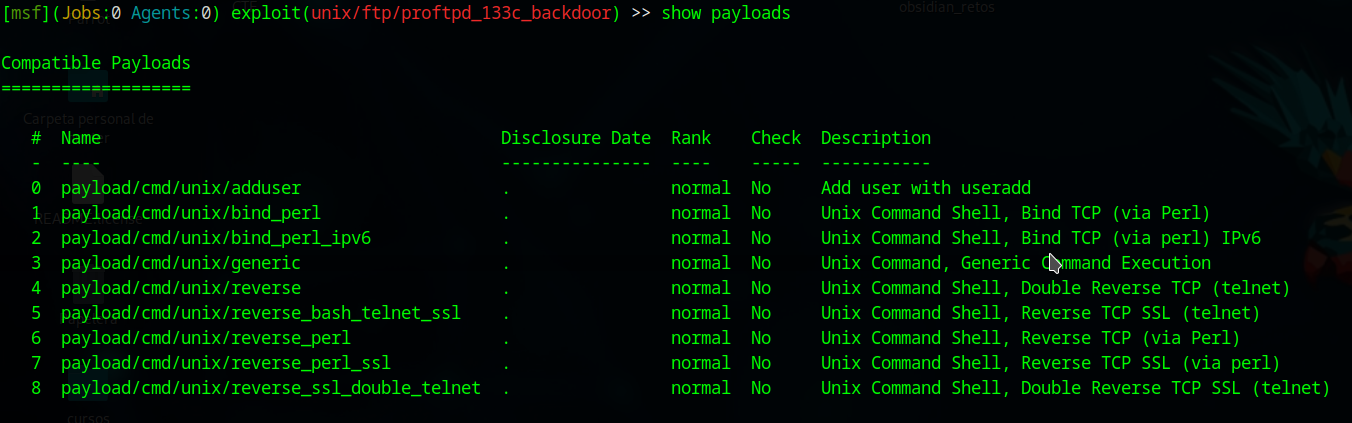 [msf](Jobs:0 Agents:0) exploit(unix/ftp/proftpd_133c_backdoor) >> show payloads
obsidian_retos
Compatible Payloads
===================
Carpeta personal de
#  Name                                    Disclosure Date  Rank    Check  Description
-  ----                                    ---------------  ----    -----  -----------
0  payload/cmd/unix/adduser                .                normal  No     Add user with useradd
1  payload/cmd/unix/bind_perl              .                normal  No     Unix Command Shell, Bind TCP (via Perl)
2  payload/cmd/unix/bind_perl_ipv6         .                normal  No     Unix Command Shell, Bind TCP (via perl) IPv6
3  payload/cmd/unix/generic                .                normal  No     Unix Command, Generic Command Execution
4  payload/cmd/unix/reverse                .                normal  No     Unix Command Shell, Double Reverse TCP (telnet)
5  payload/cmd/unix/reverse_bash_telnet_ssl  .                normal  No     Unix Command Shell, Reverse TCP SSL (telnet)
6  payload/cmd/unix/reverse_perl           .                normal  No     Unix Command Shell, Reverse TCP (via Perl)
7  payload/cmd/unix/reverse_perl_ssl       .                normal  No     Unix Command Shell, Reverse TCP SSL (via perl)
8  payload/cmd/unix/reverse_ssl_double_telnet  .                normal  No     Unix Command Shell, Double Reverse TCP SSL (telnet)
cursos